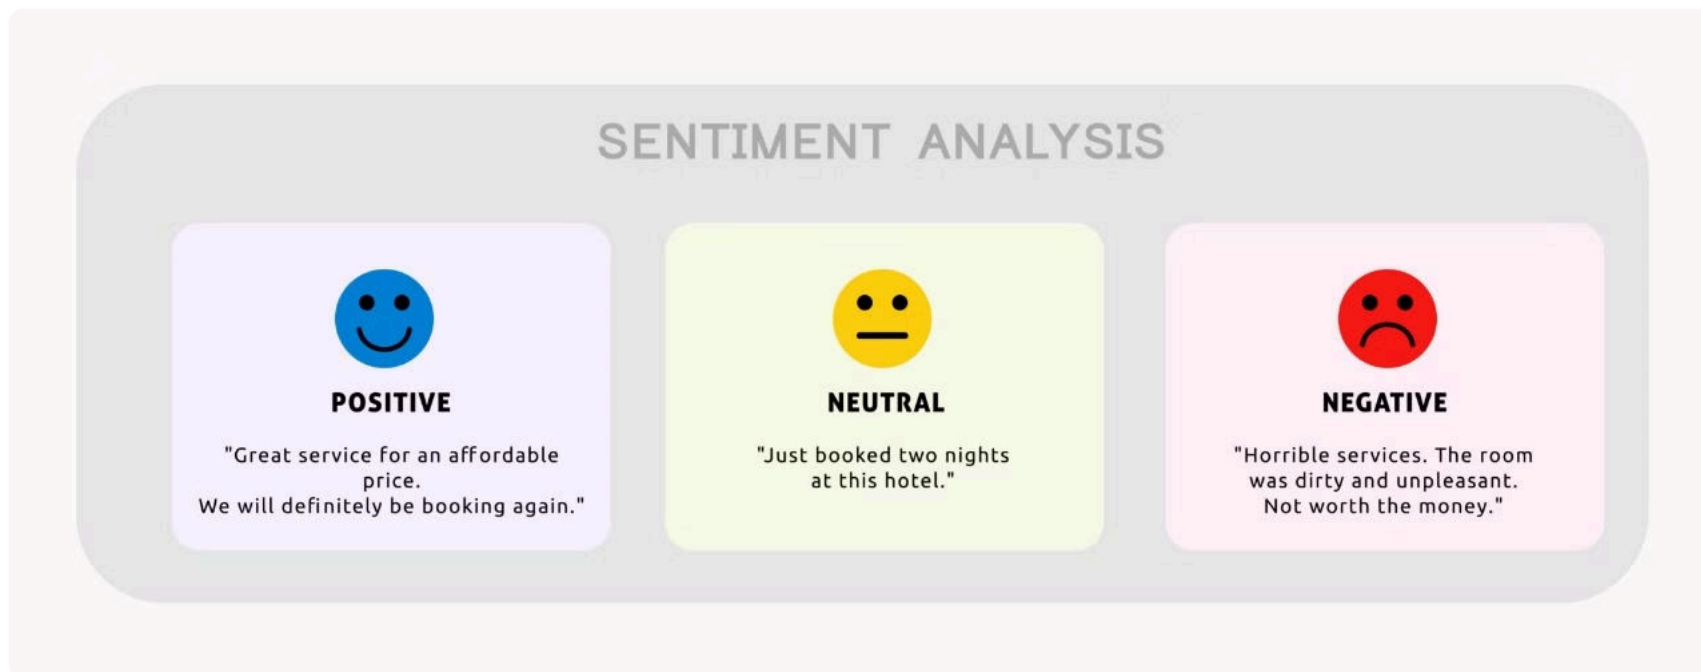 SENTIMENT ANALYSIS
POSITIVE
"Great service for an affordable
price.
We will definitely be booking again."
NEUTRAL
"Just booked two nights
at this hotel."
NEGATIVE
"Horrible services. The room
was dirty and unpleasant.
Not worth the money."